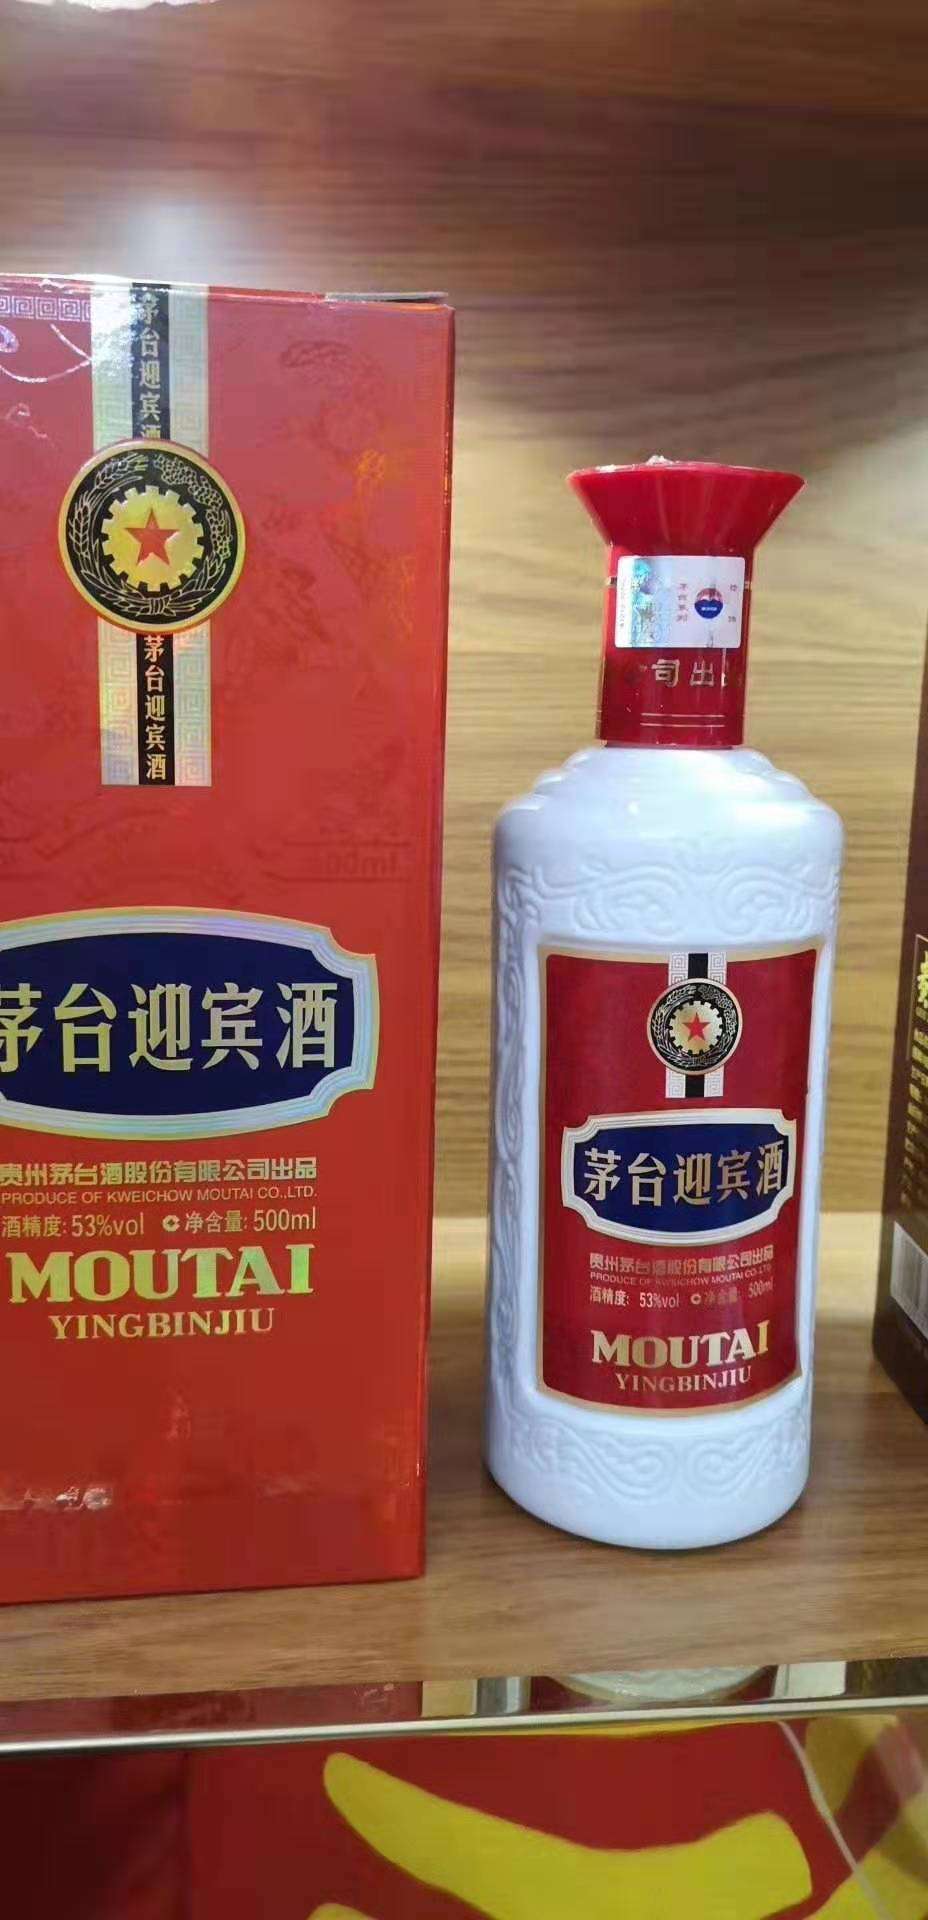 茅台迎宾酒
茅台迎宾酒
茅台迎宾酒
贵州茅台酒股份有限公司出品
PRODUCE OF KWEICHOW MOUTAI CO.,LTD.
酒精度:53%vol 净含量:500ml
MOUTAI
YINGBINJIU
司出
茅台迎宾酒
贵州茅台酒股份有限公司出品
PRODUCE OF KWEICHOW MOUTAI CO.,LTD.
酒精度: 53%vol 净含量: 500ml
MOUTAI
YINGBINJIU